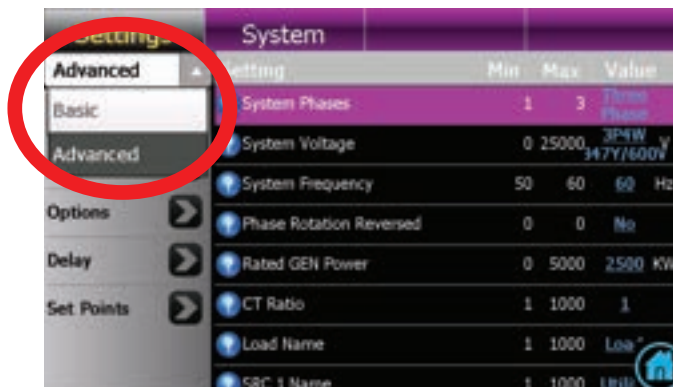 Settings
System
Advanced
Setting Min Max Value
Basic
Advanced
Options
Delay
Set Points
System Phases 1 3 Three Phase
System Voltage 0 25000 3P4W 347Y/600V V
System Frequency 50 60 60 Hz
Phase Rotation Reversed 0 0 No
Rated GEN Power 0 5000 2500 KW
CT Ratio 1 1000 1
Load Name 1 1000
SRC 1 Name 1 1000